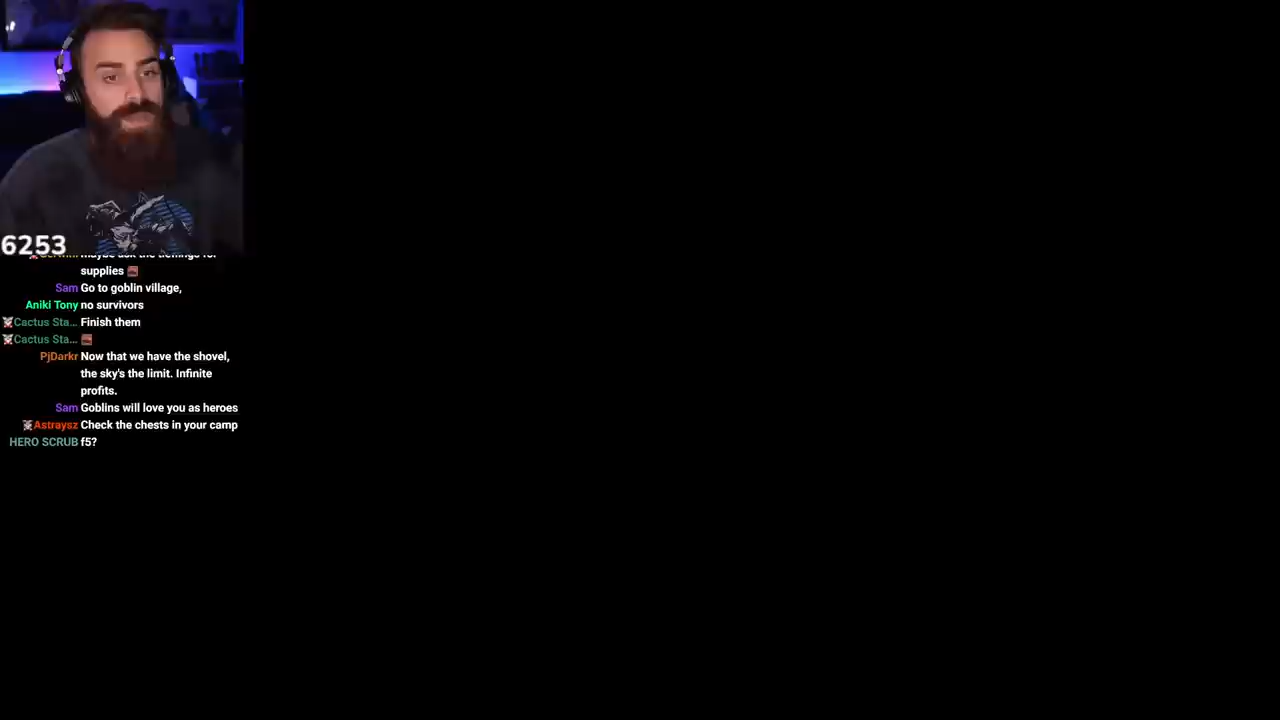 6253
supplies
Sam Go to goblin village,
Aniki Tony no survivors
Cactus Sta... Finish them
Cactus Sta...
PjDarkr Now that we have the shovel,
the sky's the limit. Infinite
profits.
Sam Goblins will love you as heroes
Astraysz Check the chests in your camp
HERO SCRUB f5?